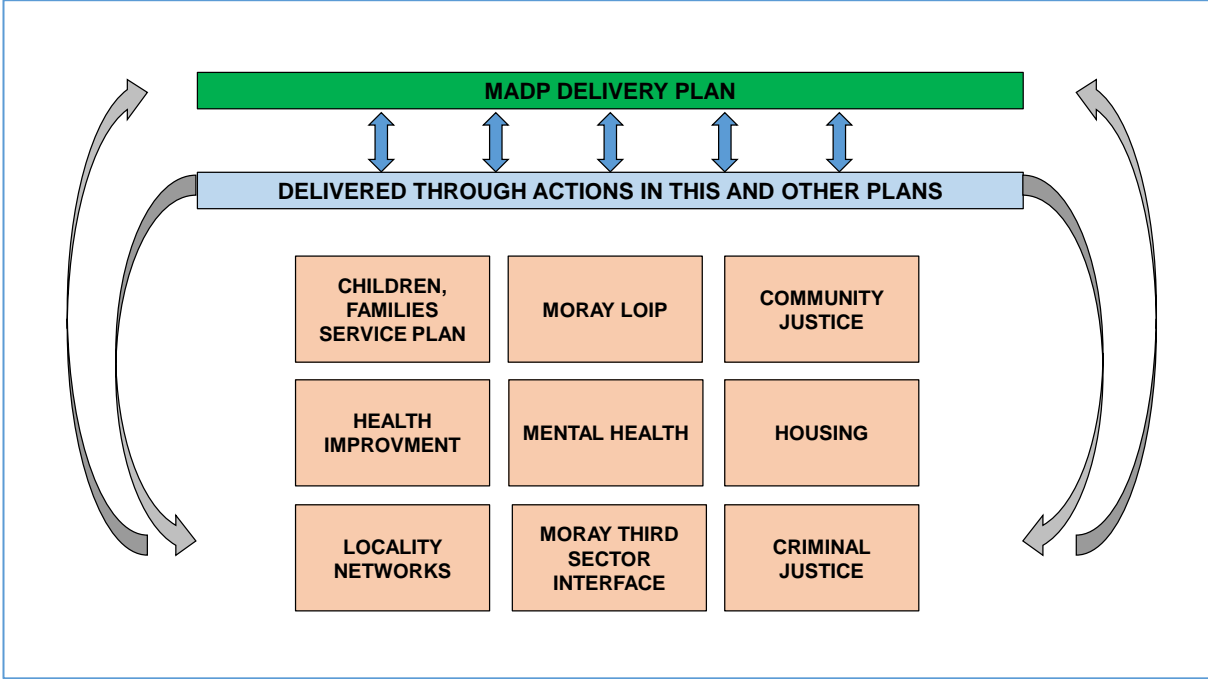 MADP DELIVERY PLAN
DELIVERED THROUGH ACTIONS IN THIS AND OTHER PLANS
CHILDREN,
FAMILIES
SERVICE PLAN
MORAY LOIP
COMMUNITY
JUSTICE
HEALTH
IMPROVMENT
MENTAL HEALTH
HOUSING
LOCALITY
NETWORKS
MORAY THIRD
SECTOR
INTERFACE
CRIMINAL
JUSTICE